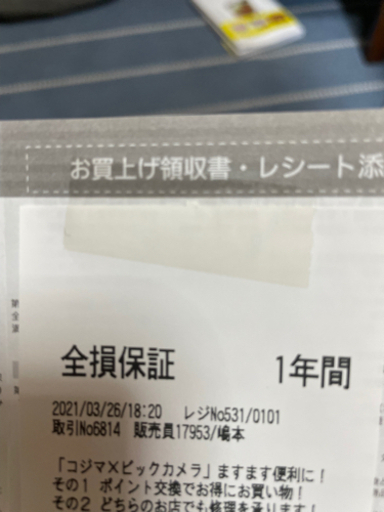 お買上げ領収書・レシート添
全損保証 1年間
2021/03/26/18:20 レジNo531/0101
取引No6814 販売員17953/嶋本
「コジマ×ビックカメラ」ますます便利に!
その1 ポイント交換でお得にお買い物!
その2 どちらのお店でも修理を承ります!